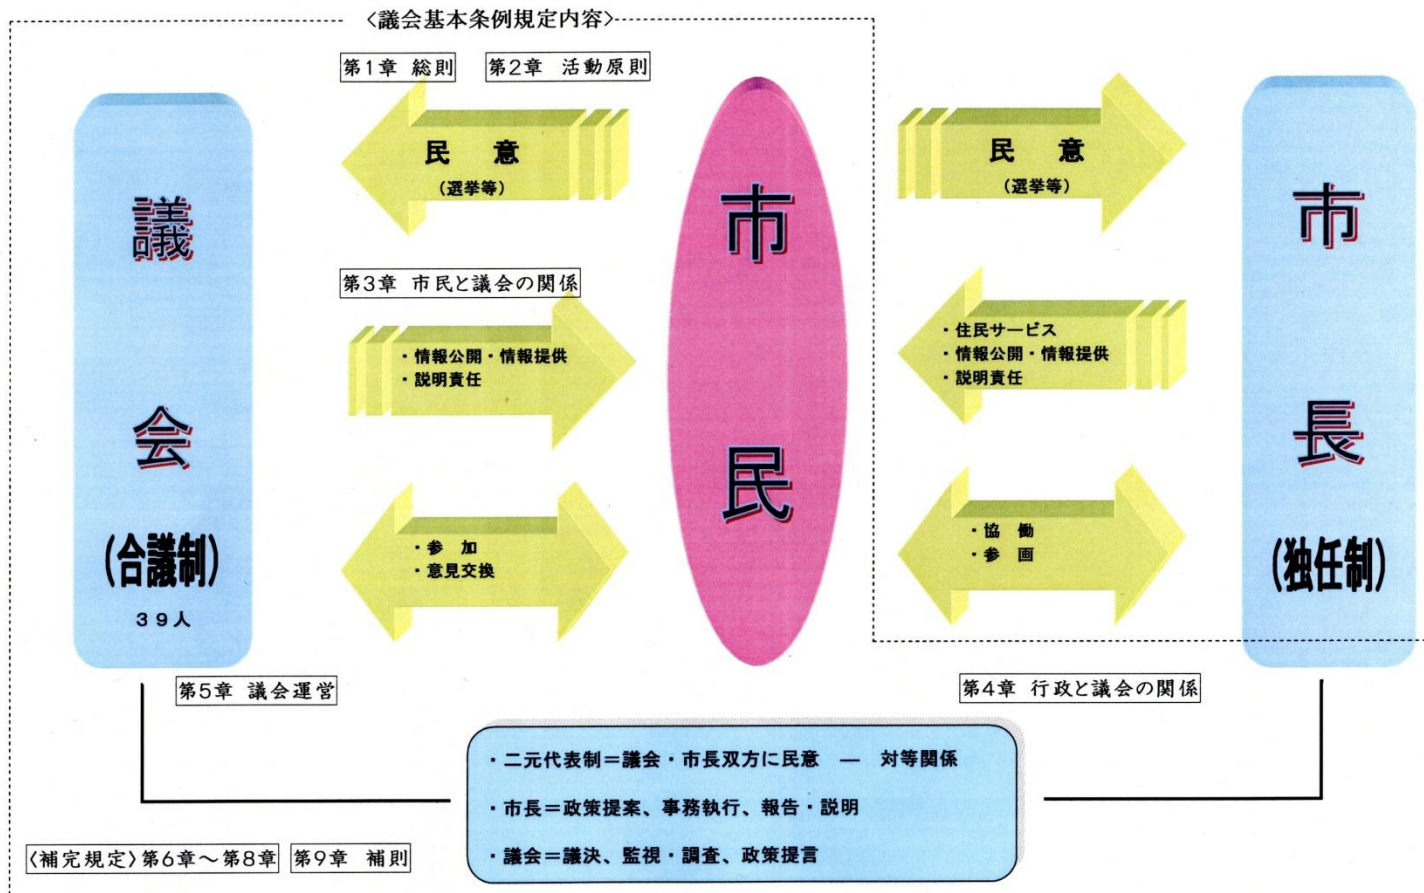 〈議会基本条例規定内容〉
第1章 総則
第2章 活動原則
議会
(合議制)
39人
民 意
(選挙等)
第3章 市民と議会の関係
・情報公開・情報提供
・説明責任
・参 加
・意見交換
市民
民 意
(選挙等)
・住民サービス
・情報公開・情報提供
・説明責任
・協 働
・参 画
市長
(独任制)
第5章 議会運営
第4章 行政と議会の関係
・二元代表制=議会・市長双方に民意 ― 対等関係
・市長=政策提案、事務執行、報告・説明
・議会=議決、監視・調査、政策提言
〈補完規定〉第6章～第8章
第9章 補則